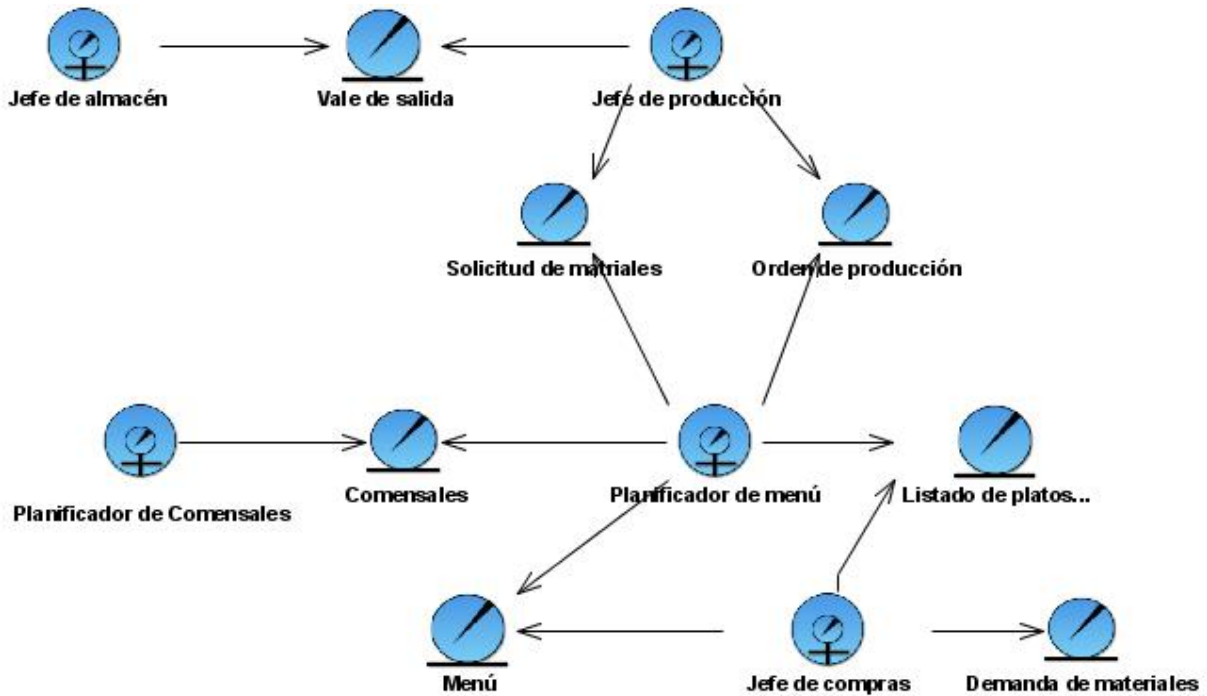 Jefe de almacén
Vale de salida
Jefe de producción
Solicitud de matriales
Orden de producción
Planificador de Comensales
Comensales
Planificador de menú
Listado de platos...
Menú
Jefe de compras
Demanda de materiales